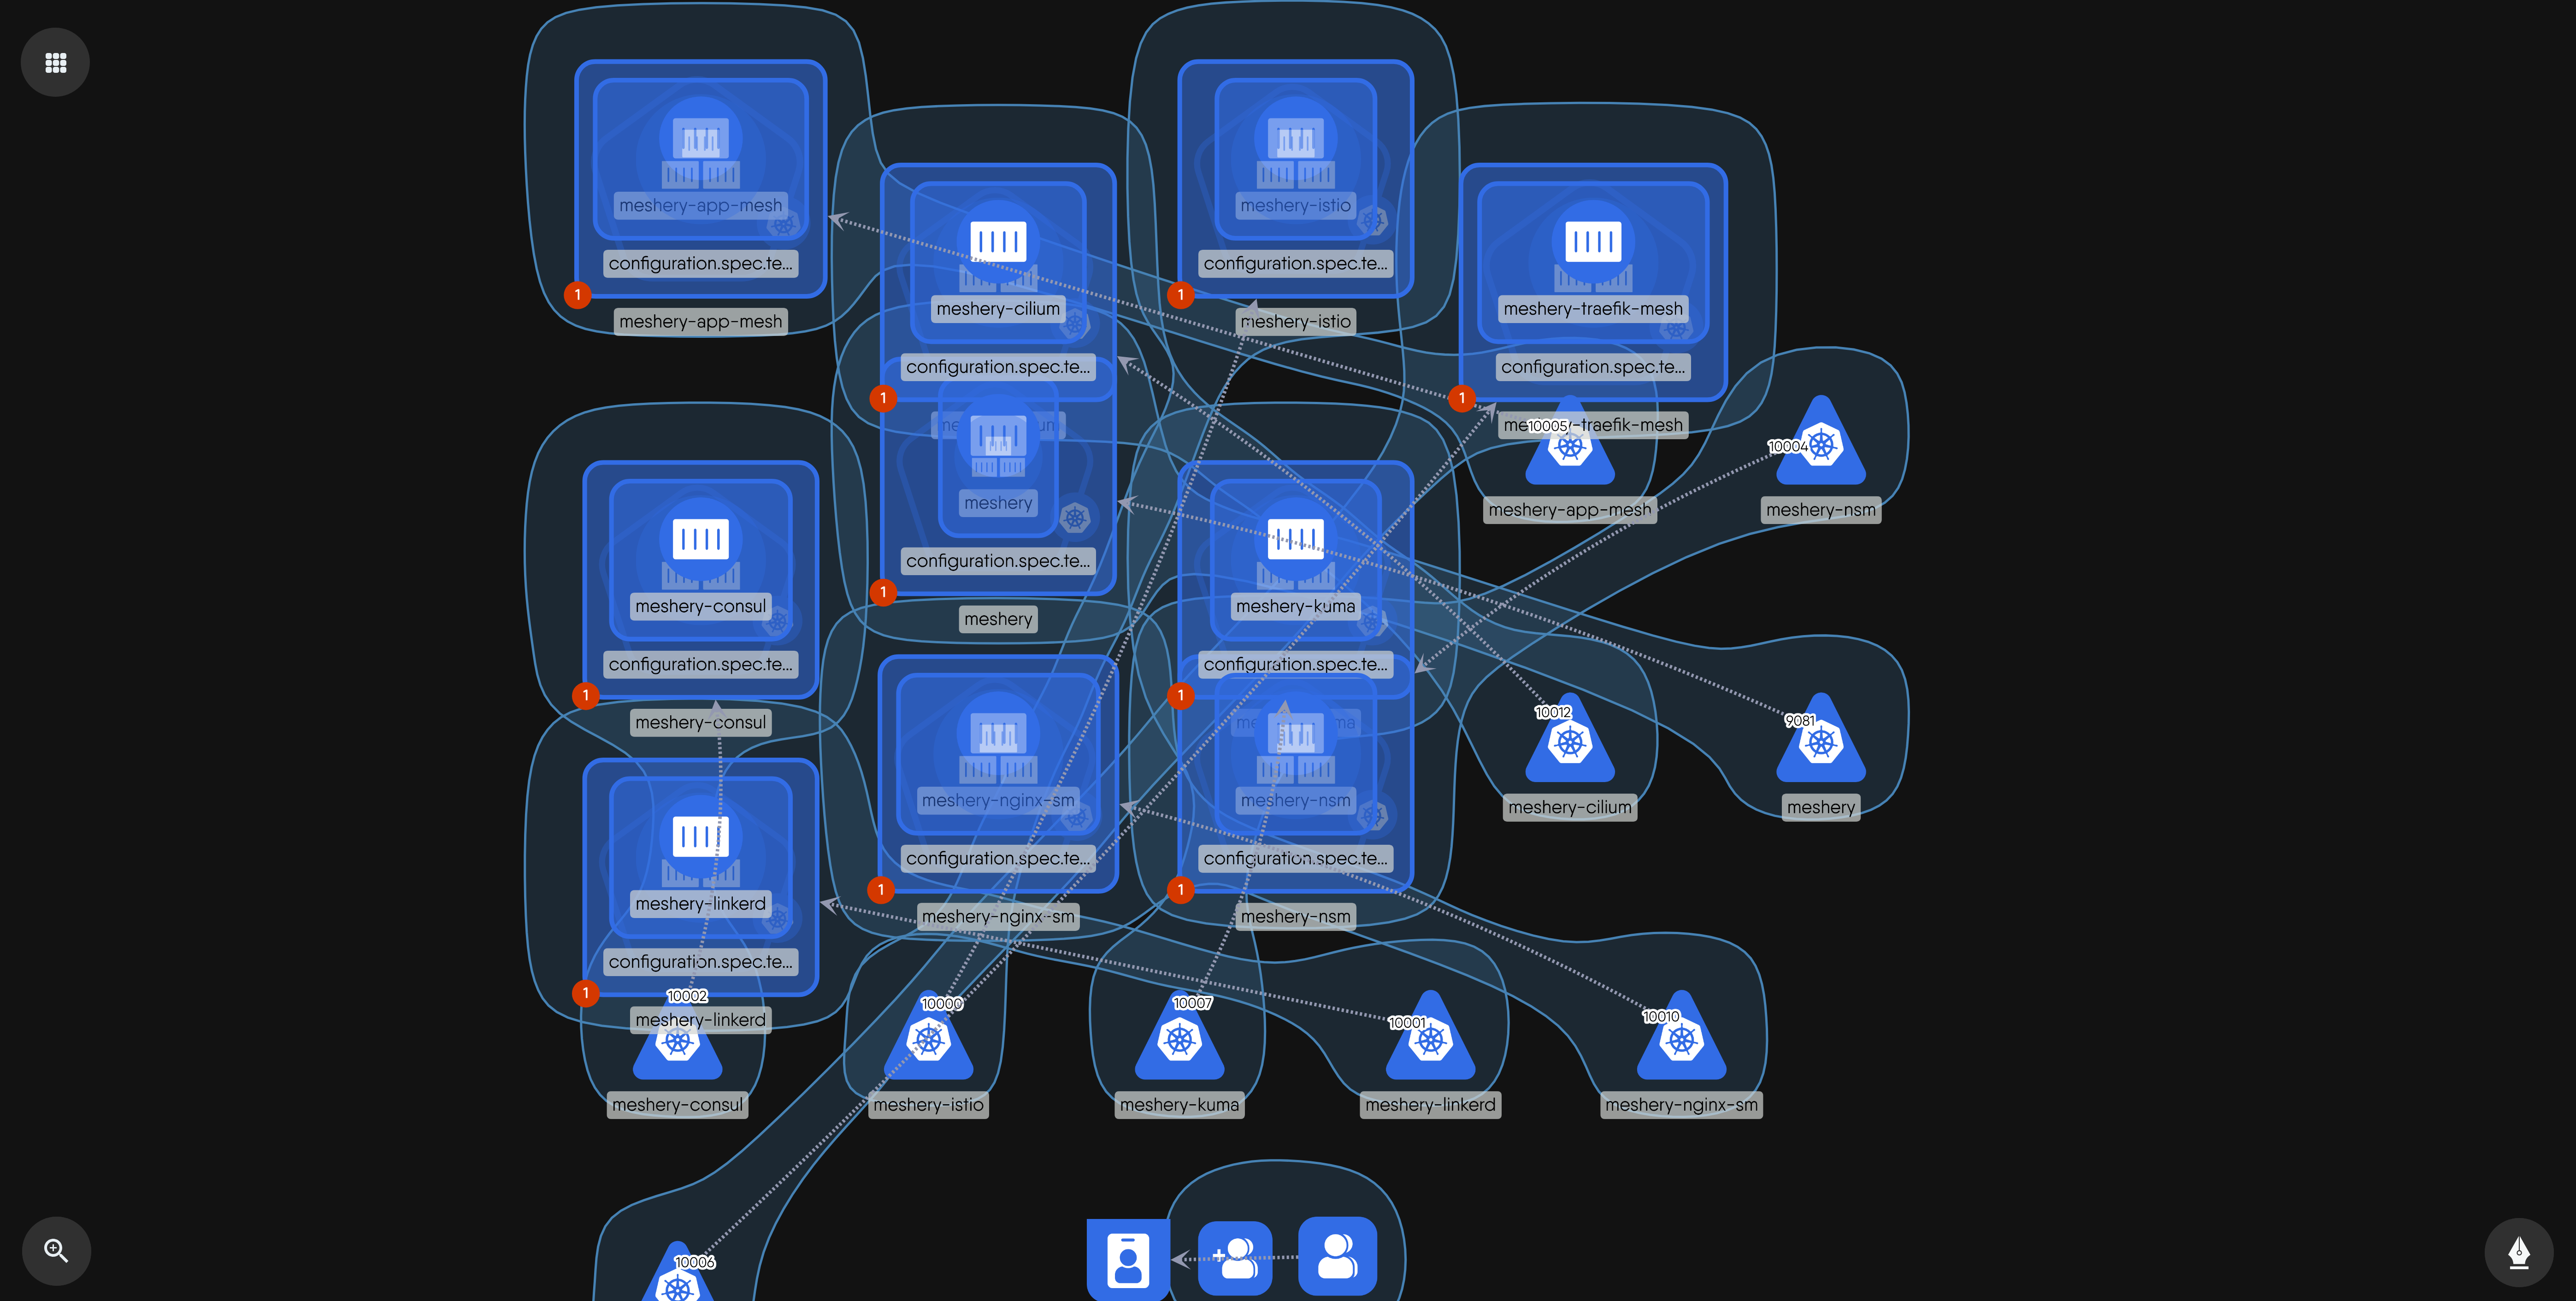 meshery-app-mesh
configuration.spec.te...
1
meshery-app-mesh
meshery-cilium
configuration.spec.te...
1
meshery-istio
configuration.spec.te...
1
meshery-istio
meshery-traefik-mesh
configuration.spec.te...
1
meshery-traefik-mesh
10005
meshery-app-mesh
10004
meshery-nsm
meshery
configuration.spec.te...
1
meshery
meshery-consul
configuration.spec.te...
1
meshery-consul
meshery-kuma
configuration.spec.te...
1
meshery-nginx-sm
configuration.spec.te...
1
meshery-nginx-sm
meshery-nsm
configuration.spec.te...
1
meshery-nsm
10012
meshery-cilium
9081
meshery
meshery-linkerd
configuration.spec.te...
1
meshery-linkerd
10002
meshery-consul
10000
meshery-istio
10007
meshery-kuma
10001
meshery-linkerd
10010
meshery-nginx-sm
10006